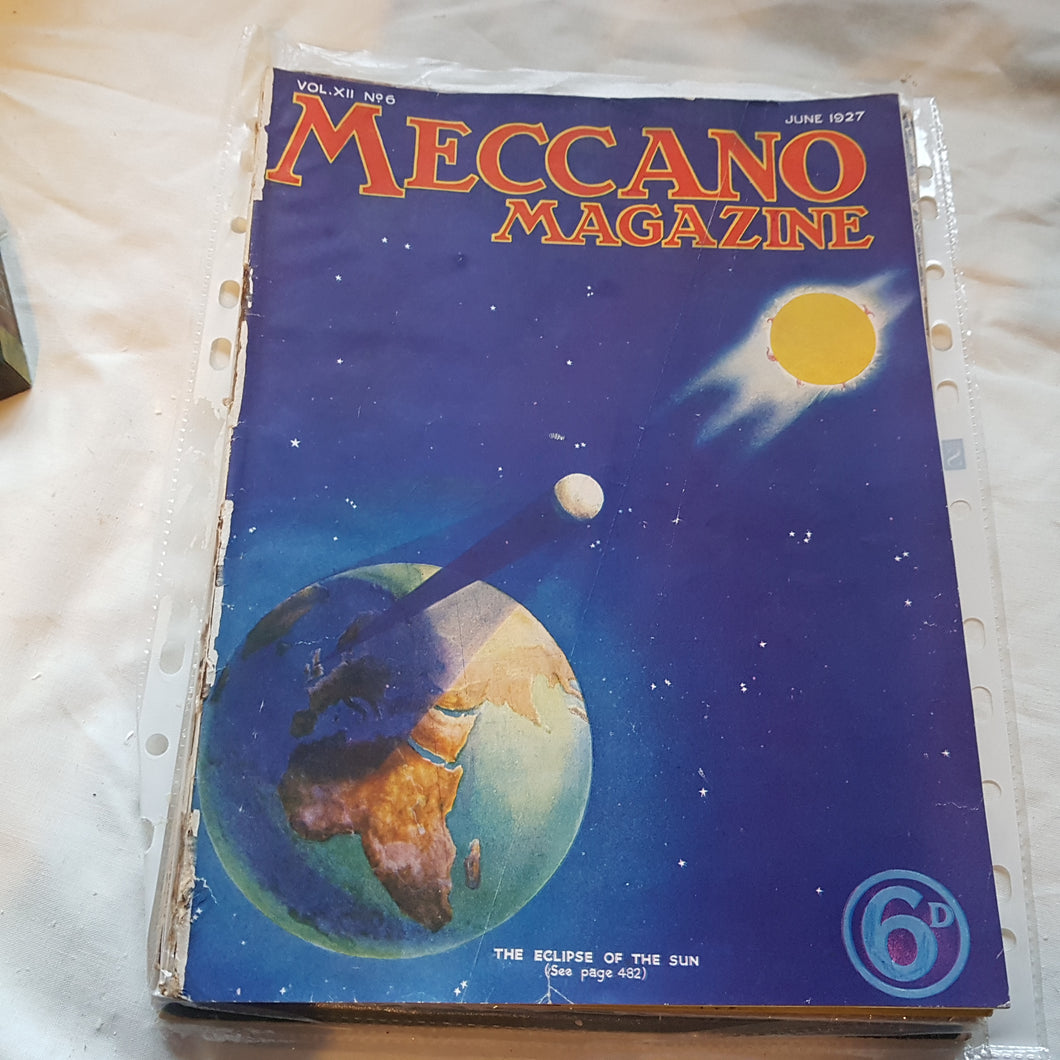 VOL.XII Nº6
JUNE 1927
MECCANO
MAGAZINE
THE ECLIPSE OF THE SUN
(See page 482)
6D